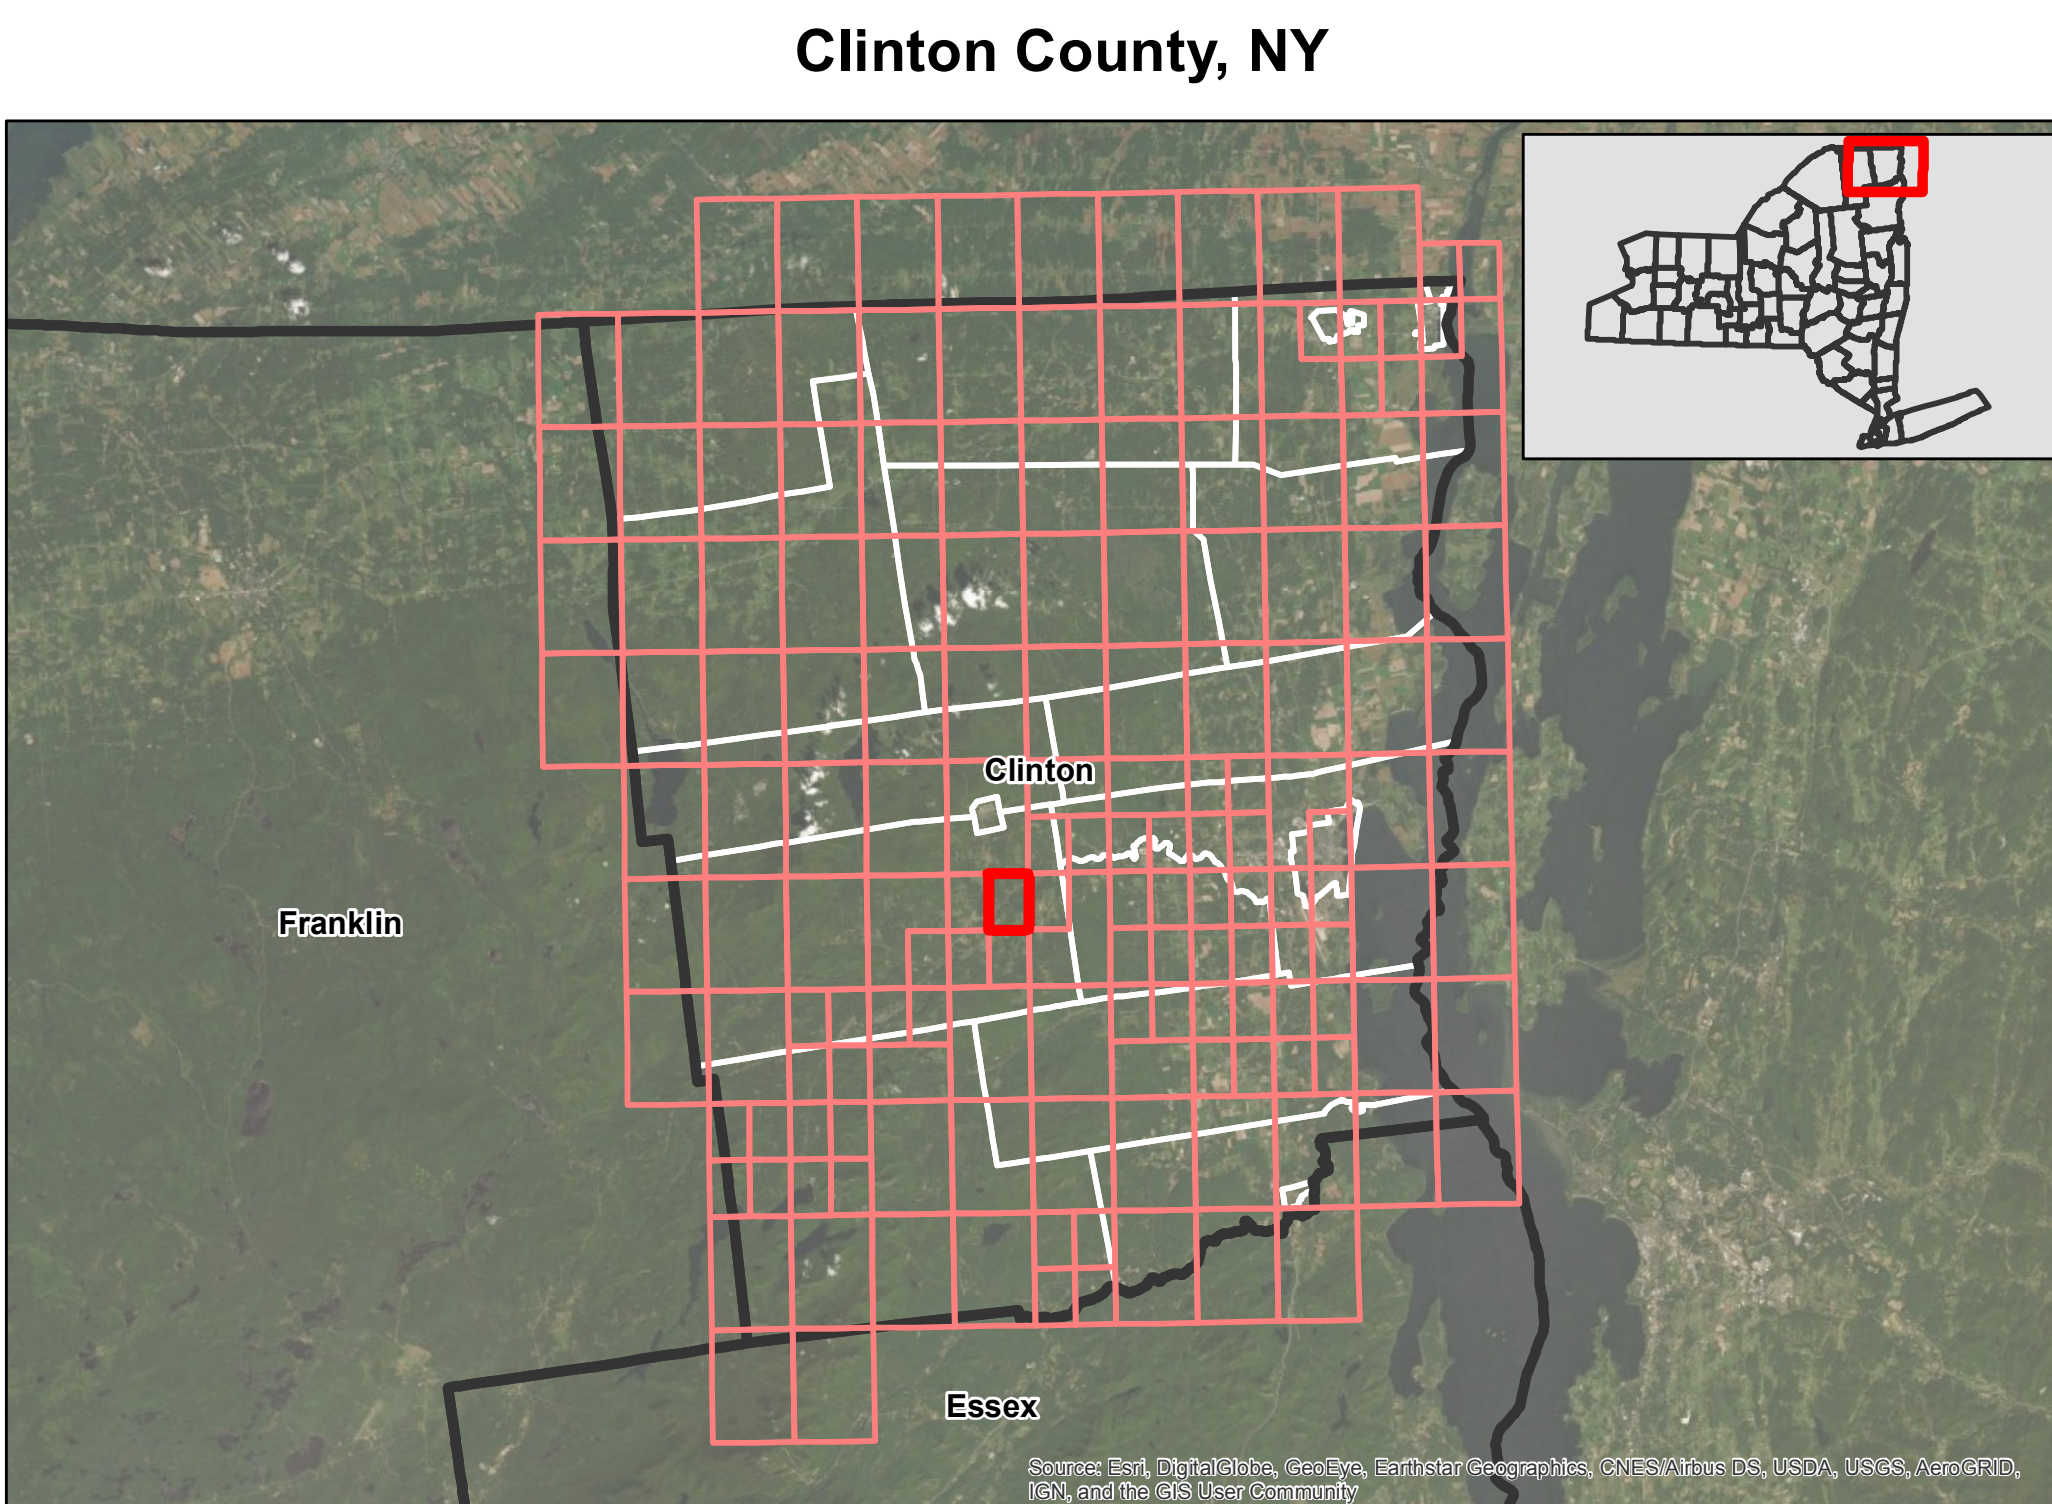 Clinton County, NY
Clinton
Franklin
Essex
Source: Esri, DigitalGlobe, GeoEye, Earthstar Geographics, CNES/Airbus DS, USDA, USGS, AeroGRID,
IGN, and the GIS User Community